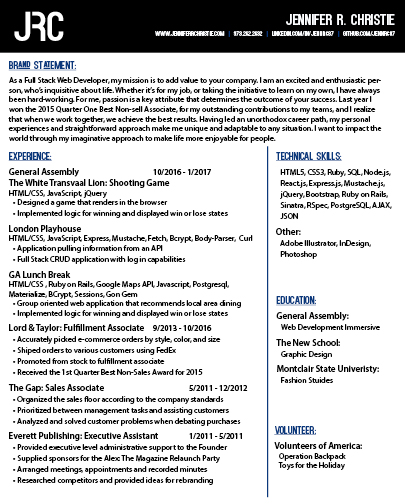 JRC
JENNIFER R. CHRISTIE
BRAND STATEMENT:
As a Full Stack Web Developer, my mission is to add value to your company. I am an excited and enthusiastic per-
son, who's inquisitive about life. Whether it's for my job, or taking the initiative to learn on my own, I have always
been hard-working. For me, passion is a key attribute that determines the outcome of your success. Last year I
won the 2015 Quarter One Best Non-sell Associate, for my outstanding contributions to my teams, and I realize
that when we work together, we achieve the best results. Having led an unorthodox career path, my personal
experiences and straightforward approach make me unique and adaptable to any situation. I want to impact the
world through my imaginative approach to make life more enjoyable for people.
EXPERIENCE:
General Assembly 10/2016 - 1/2017
The White Transvaal Lion: Shooting Game
HTML/CSS, JavaScript, jQuery
• Designed a game that renders in the browser
• Implemented logic for winning and displayed win or lose states
London Playhouse
HTML/CSS, JavaScript, Express, Mustache, Fetch, Bcrypt, Body-Parser, Curl
• Application pulling information from an API
• Full Stack CRUD application with log in capabilities
GA Lunch Break
HTML/CSS , Ruby on Rails, Google Maps API, Javascript, Postgresql,
Materialize, BCrypt, Sessions, Gon Gem
• Group oriented web application that recommends local area dining
• Implemented logic for winning and displayed win or lose states
Lord & Taylor: Fulfillment Associate 9/2013 - 10/2016
• Accurately picked e-commerce orders by style, color, and size
• Shiped orders to various customers using FedEx
• Promoted from stock to fulfillment associate
• Received the 1st Quarter Best Non-Sales Award for 2015
The Gap: Sales Associate 5/2011 - 12/2012
• Organized the sales floor according to the company standards
• Prioritized between management tasks and assisting customers
• Analyzed and solved customer problems when debating purchases
Everett Publishing: Executive Assistant 1/2011 - 5/2011
• Provided executive level administrative support to the Founder
• Supplied sponsors for the Alex The Magazine Relaunch Party
• Arranged meetings, appointments and recorded minutes
• Researched competitors and provided ideas for rebranding
TECHNICAL SKILLS:
HTML5, CSS3, Ruby, SQL, Node.js,
React.js, Express.js, Mustache.js,
jQuery, Bootstrap, Ruby on Rails,
Sinatra, RSpec, PostgreSQL, AJAX,
JSON
Other:
Adobe Illustrator, InDesign,
Photoshop
EDUCATION:
General Assembly:
Web Development Immersive
The New School:
Graphic Design
Montclair State Univeristy:
Fashion Stuides
VOLUNTEER:
Volunteers of America:
Operation Backpack
Toys for the Holiday